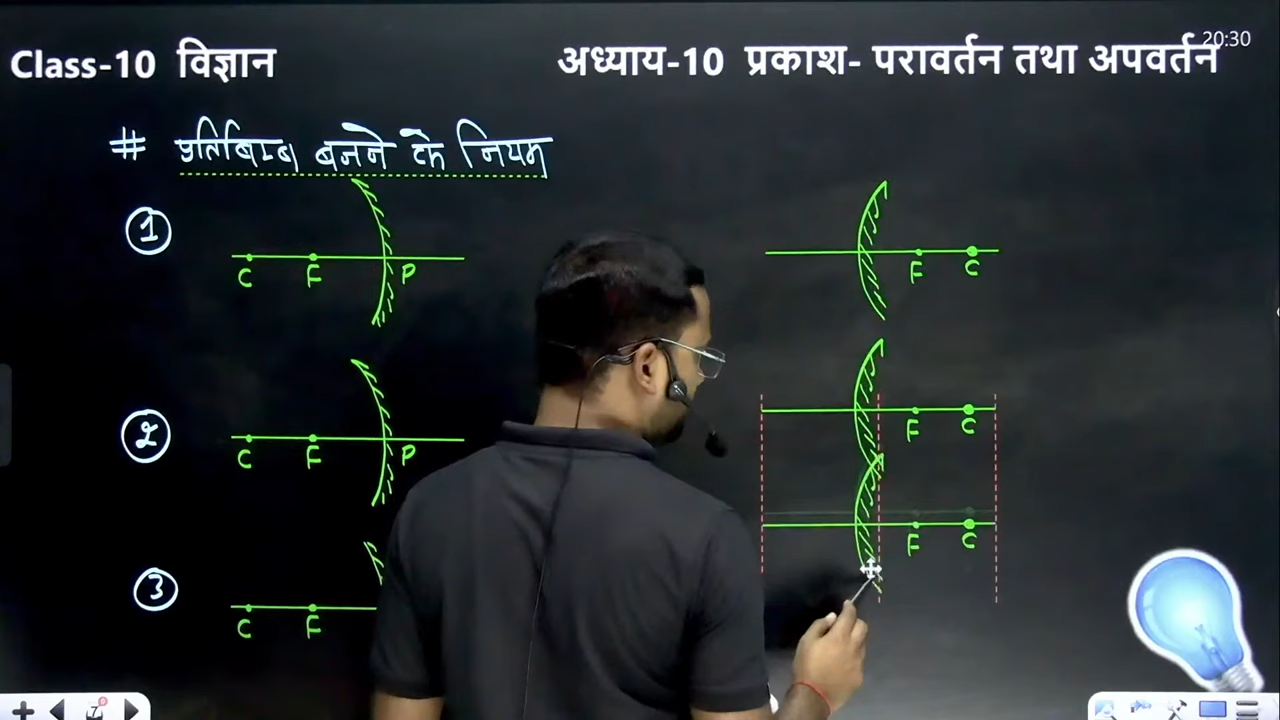 20:30
Class-10 विज्ञान
अध्याय-10 प्रकाश- परावर्तन तथा अपवर्तन
# प्रतिबिम्ब बनने के नियम
1
C F P
F C
2
C F P
F C
F C
3
C F
7